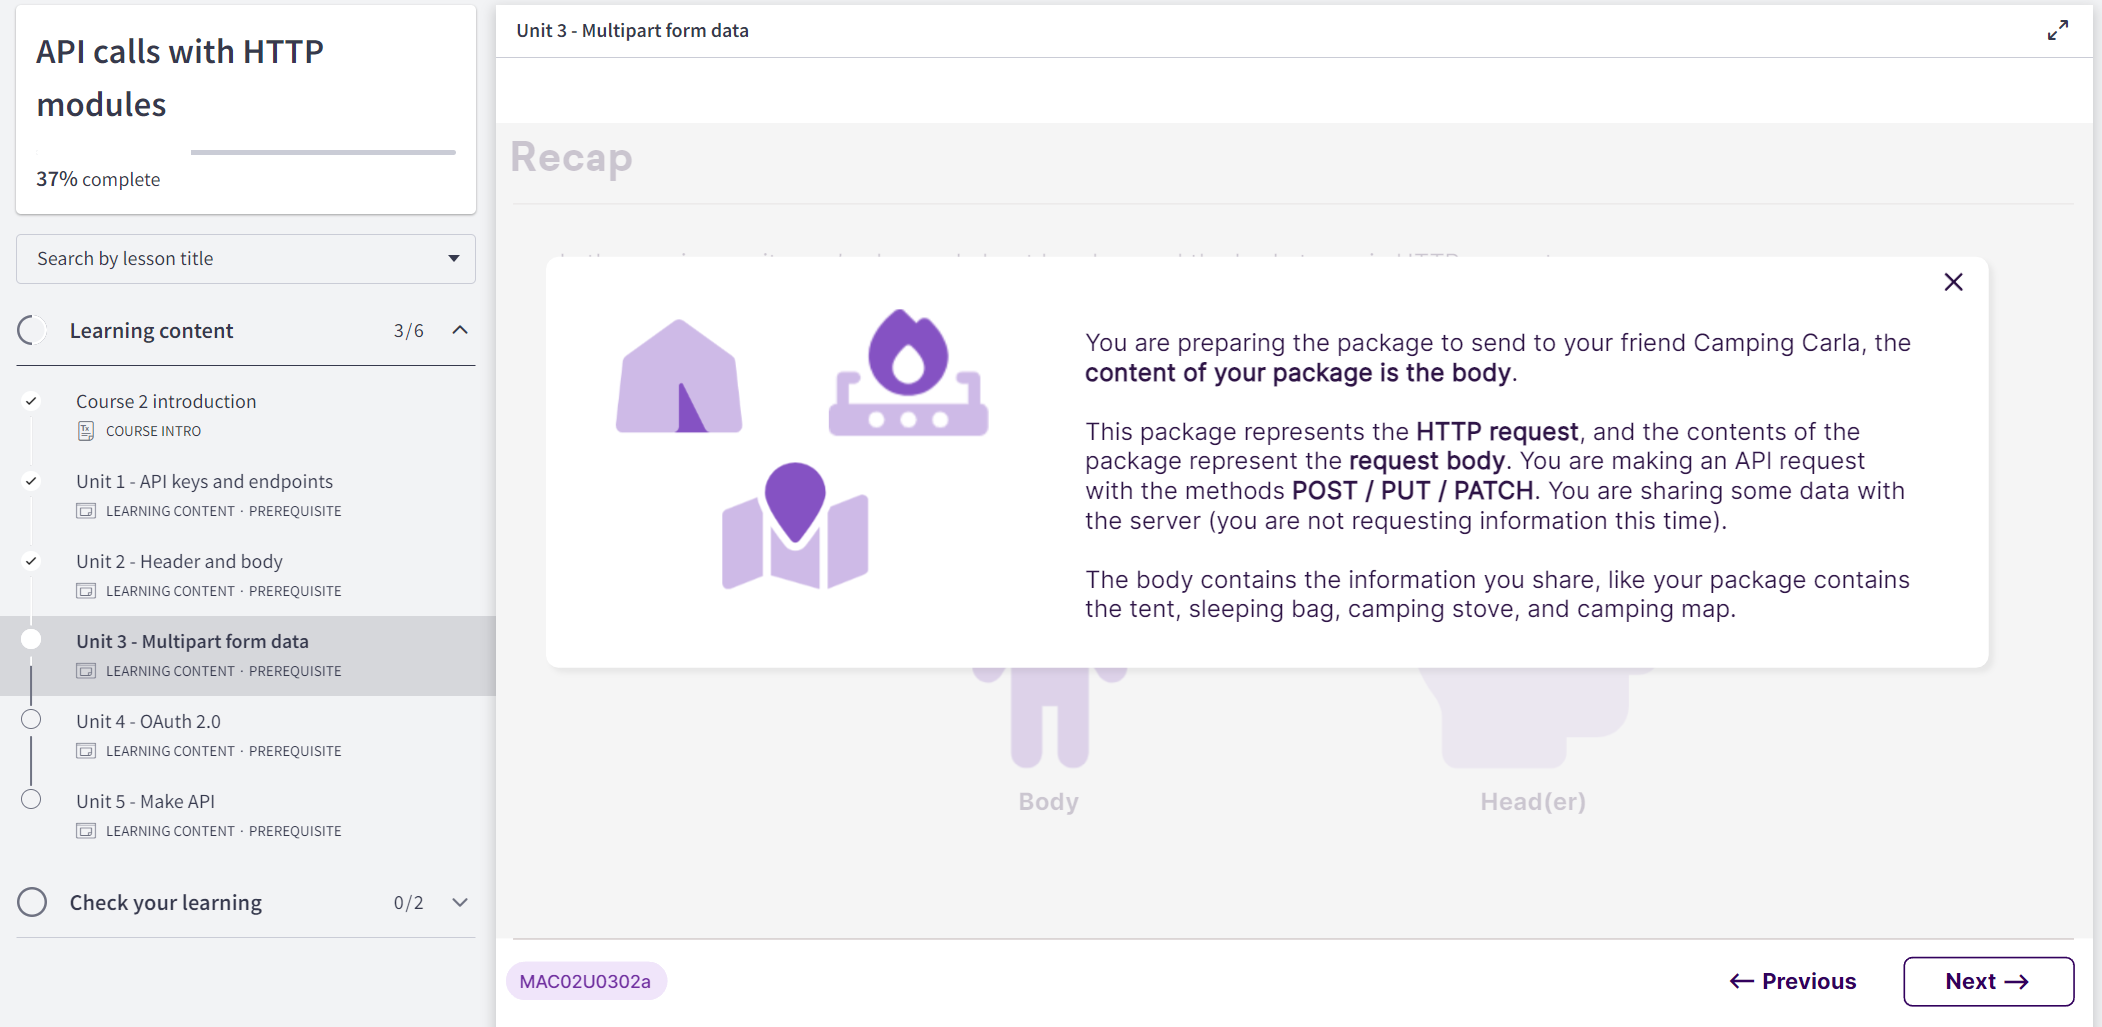 API calls with HTTP
modules
37% complete
Search by lesson title
Learning content 3/6
Course 2 introduction
COURSE INTRO
Unit 1 - API keys and endpoints
LEARNING CONTENT · PREREQUISITE
Unit 2 - Header and body
LEARNING CONTENT · PREREQUISITE
Unit 3 - Multipart form data
LEARNING CONTENT · PREREQUISITE
Unit 4 - OAuth 2.0
LEARNING CONTENT · PREREQUISITE
Unit 5 - Make API
LEARNING CONTENT · PREREQUISITE
Check your learning 0/2
Unit 3 - Multipart form data
Recap
You are preparing the package to send to your friend Camping Carla, the
content of your package is the body.
This package represents the HTTP request, and the contents of the
package represent the request body. You are making an API request
with the methods POST / PUT / PATCH. You are sharing some data with
the server (you are not requesting information this time).
The body contains the information you share, like your package contains
the tent, sleeping bag, camping stove, and camping map.
Body Head(er)
MAC02U0302a
← Previous
Next →